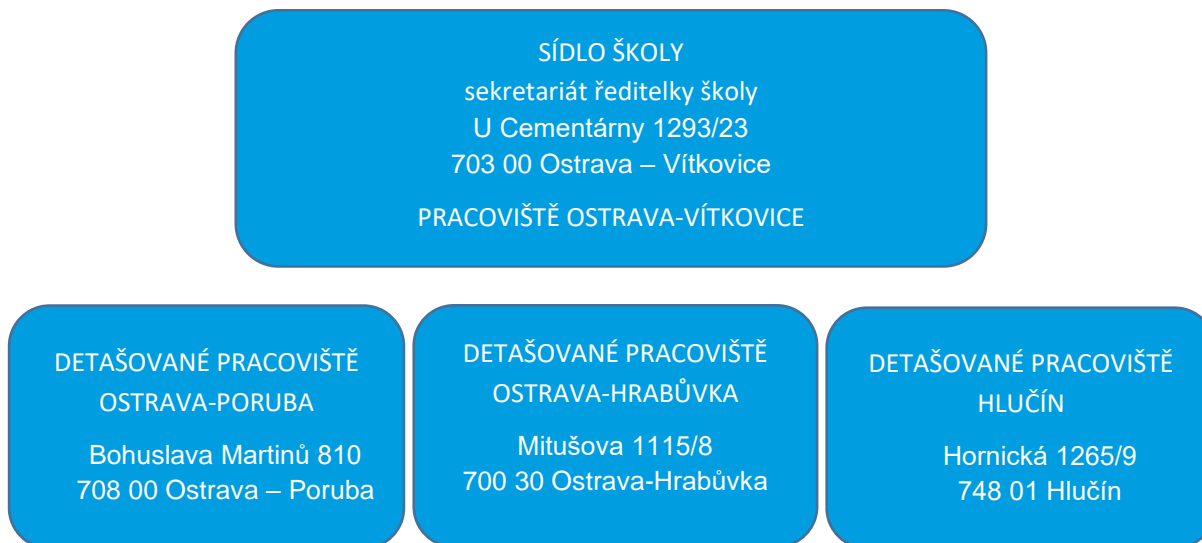 SÍDLO ŠKOLY
sekretariát ředitelky školy
U Cementárny 1293/23
703 00 Ostrava – Vítkovice
PRACOVIŠTĚ OSTRAVA-VÍTKOVICE
DETAŠOVANÉ PRACOVIŠTĚ
OSTRAVA-PORUBA
Bohuslava Martinů 810
708 00 Ostrava – Poruba
DETAŠOVANÉ PRACOVIŠTĚ
OSTRAVA-HRABŮVKA
Mitušova 1115/8
700 30 Ostrava-Hrabůvka
DETAŠOVANÉ PRACOVIŠTĚ
HLUČÍN
Hornická 1265/9
748 01 Hlučín